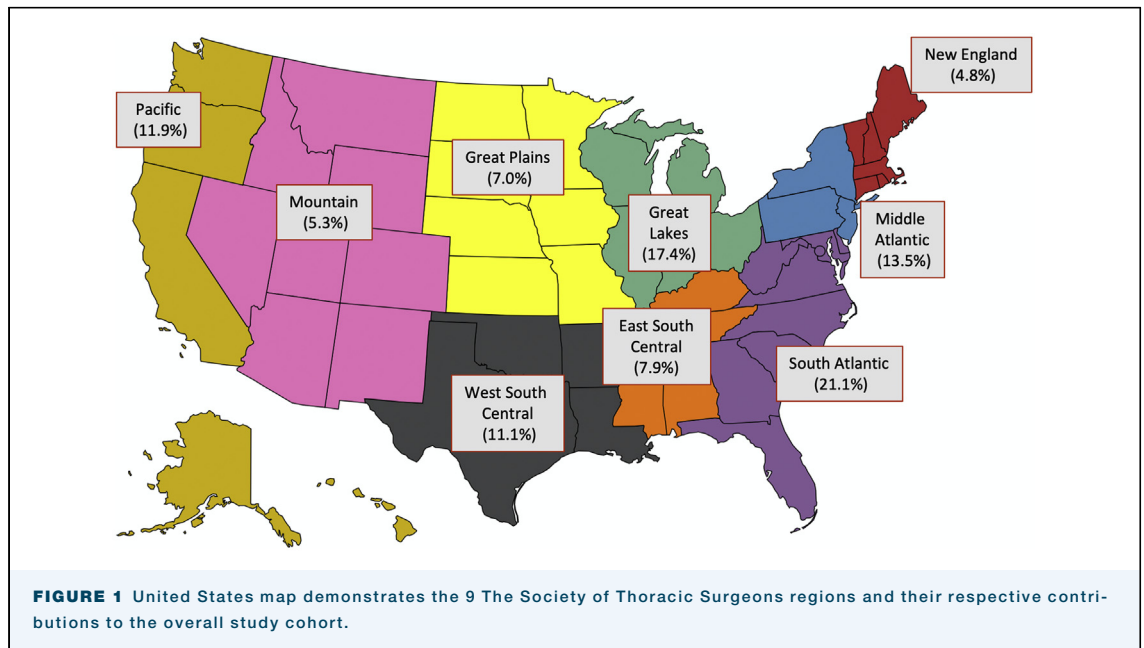 New England
(4.8%)
Pacific
(11.9%)
Great Plains
(7.0%)
Mountain
(5.3%)
Great
Lakes
(17.4%)
Middle
Atlantic
(13.5%)
East South
Central
(7.9%)
South Atlantic
(21.1%)
West South
Central
(11.1%)
FIGURE 1 United States map demonstrates the 9 The Society of Thoracic Surgeons regions and their respective contri-
butions to the overall study cohort.